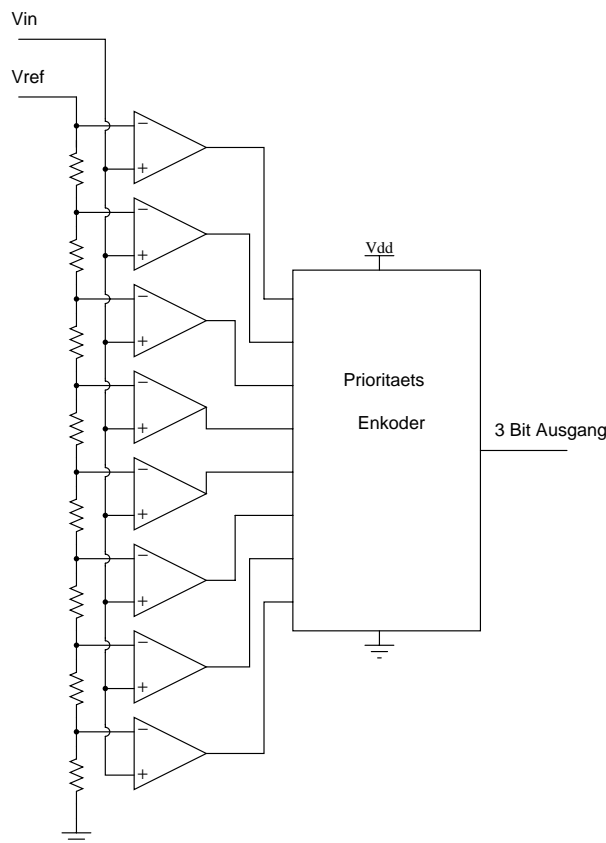 Vin
Vref
Vdd
Prioritaets
Enkoder
3 Bit Ausgang